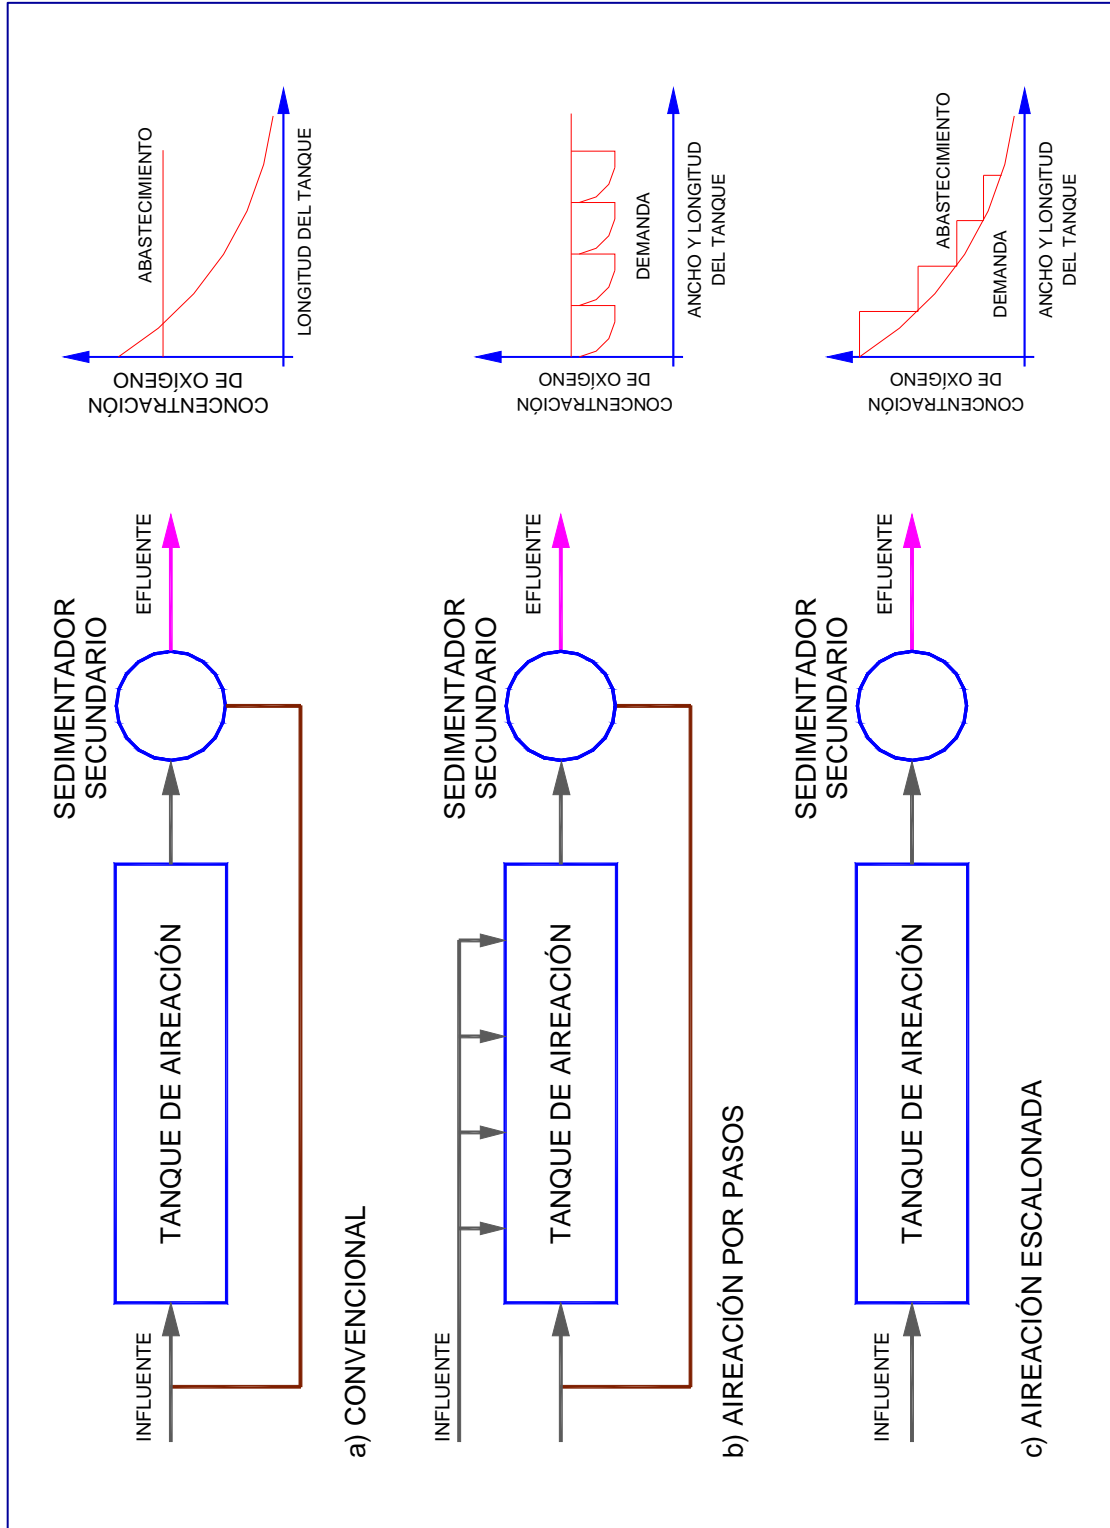 SEDIMENTADOR
SECUNDARIO
INFLUENTE
TANQUE DE AIREACIÓN
EFLUENTE
a) CONVENCIONAL
CONCENTRACIÓN
DE OXÍGENO
ABASTECIMIENTO
LONGITUD DEL TANQUE
SEDIMENTADOR
SECUNDARIO
INFLUENTE
TANQUE DE AIREACIÓN
EFLUENTE
b) AIREACIÓN POR PASOS
CONCENTRACIÓN
DE OXÍGENO
DEMANDA
ANCHO Y LONGITUD
DEL TANQUE
SEDIMENTADOR
SECUNDARIO
INFLUENTE
TANQUE DE AIREACIÓN
EFLUENTE
c) AIREACIÓN ESCALONADA
CONCENTRACIÓN
DE OXÍGENO
ABASTECIMIENTO
DEMANDA
ANCHO Y LONGITUD
DEL TANQUE